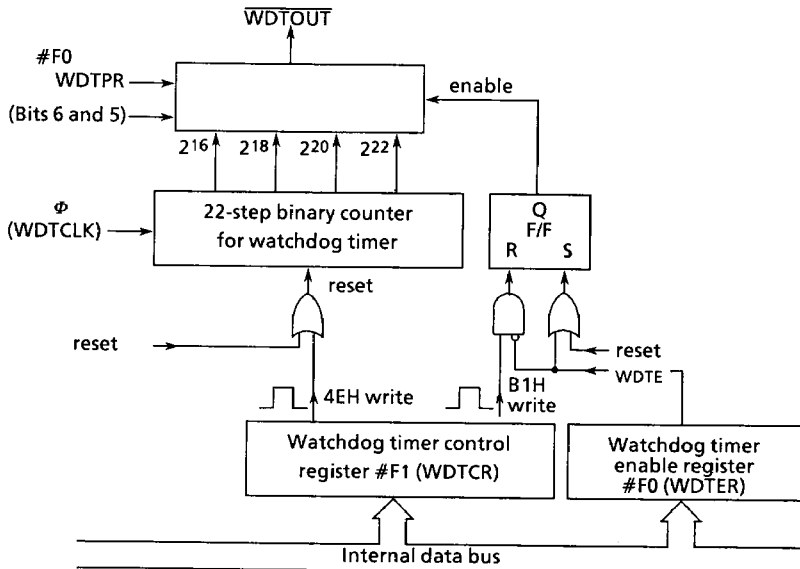 WDTOUT
#F0
WDTPR
(Bits 6 and 5)
enable
2^16 2^18 2^20 2^22
Φ
(WDTCLK)
22-step binary counter
for watchdog timer
Q
F/F
R S
reset
reset
reset
WDTE
4EH write
B1H
write
Watchdog timer control
register #F1 (WDTCR)
Watchdog timer
enable register
#F0 (WDTER)
Internal data bus